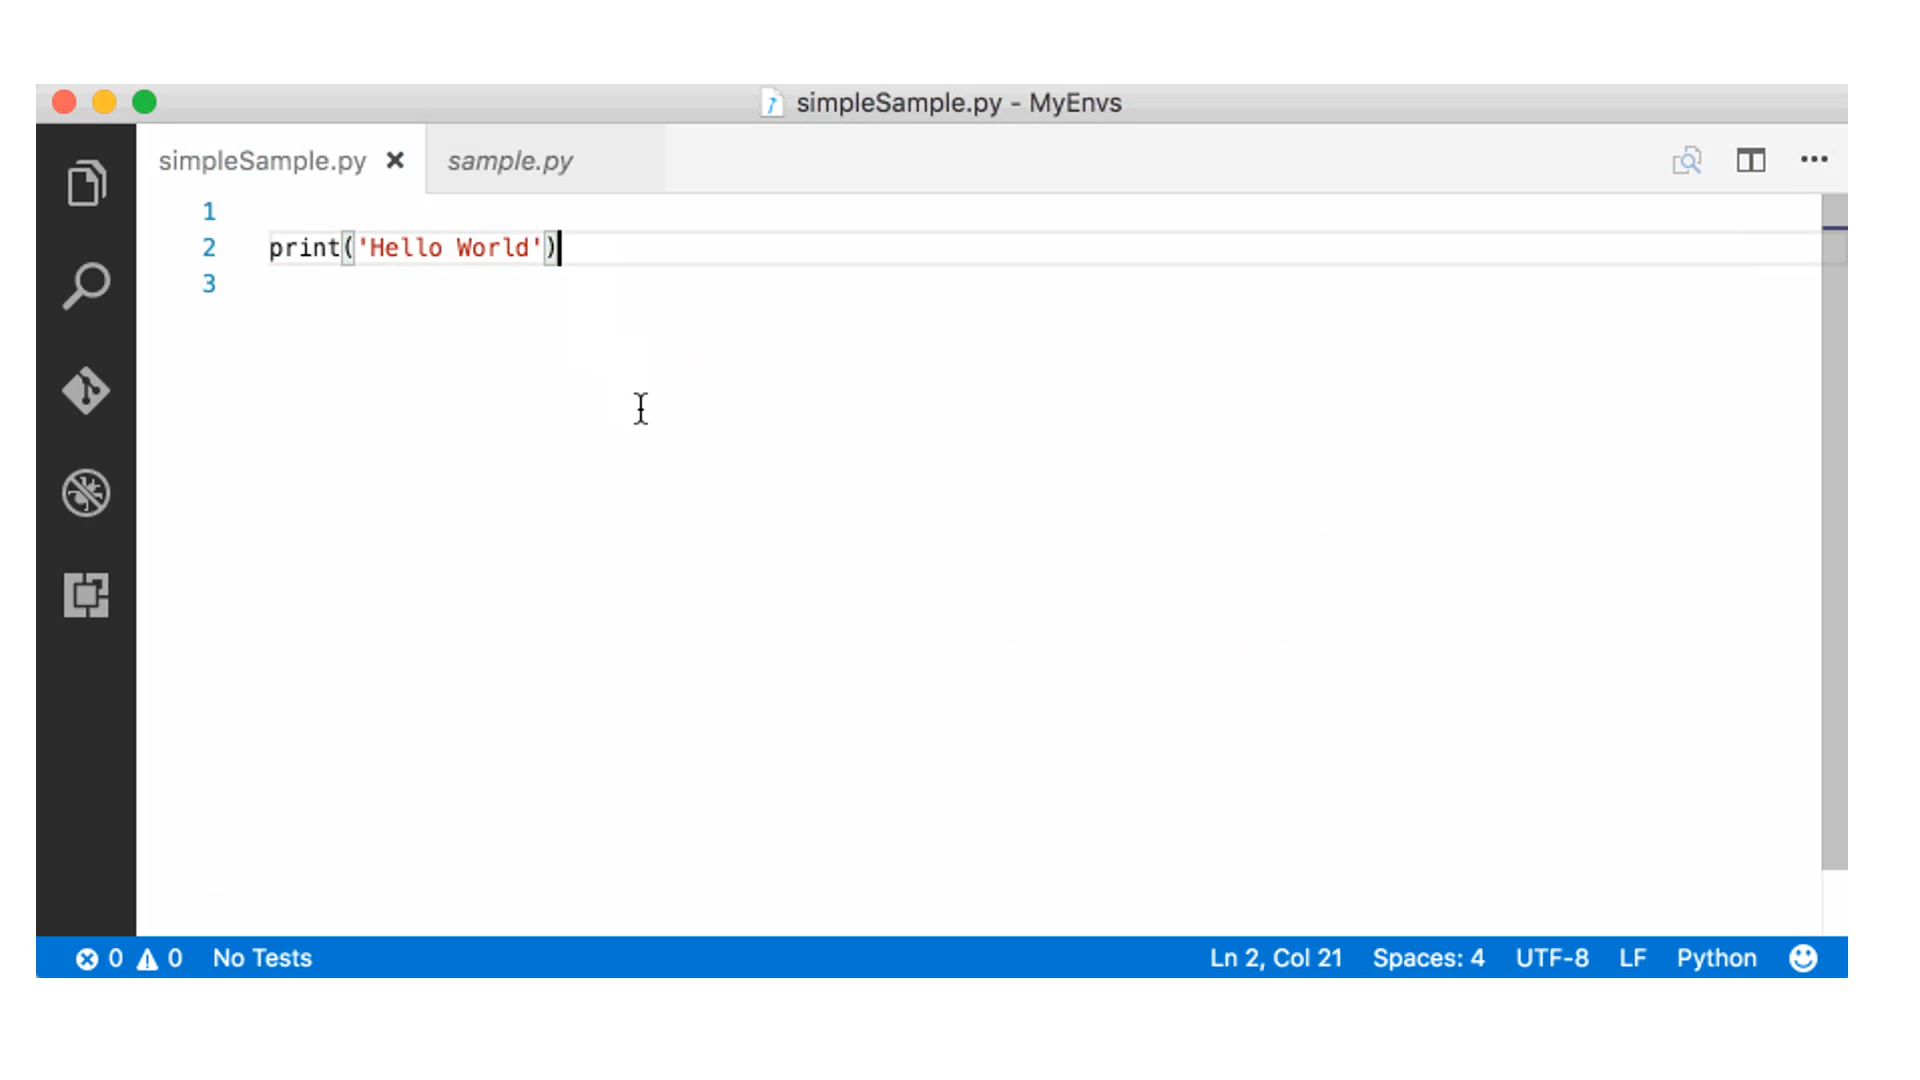 simpleSample.py - MyEnvs
simpleSample.py sample.py
1
2 print('Hello World')
3
0 0 No Tests Ln 2, Col 21 Spaces: 4 UTF-8 LF Python